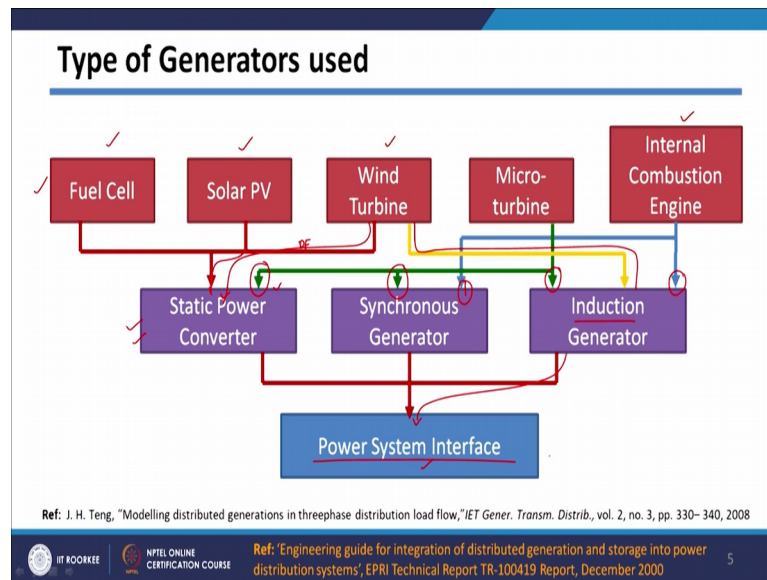 Type of Generators used
Fuel Cell
Solar PV
Wind
Turbine
Micro-
turbine
Internal
Combustion
Engine
Static Power
Converter
Synchronous
Generator
Induction
Generator
Power System Interface
Ref: J. H. Teng, "Modelling distributed generations in threephase distribution load flow,"IET Gener. Transm. Distrib., vol. 2, no. 3, pp. 330– 340, 2008
IIT ROORKEE
NPTEL ONLINE
CERTIFICATION COURSE
Ref: 'Engineering guide for integration of distributed generation and storage into power
distribution systems', EPRI Technical Report TR-100419 Report, December 2000
5